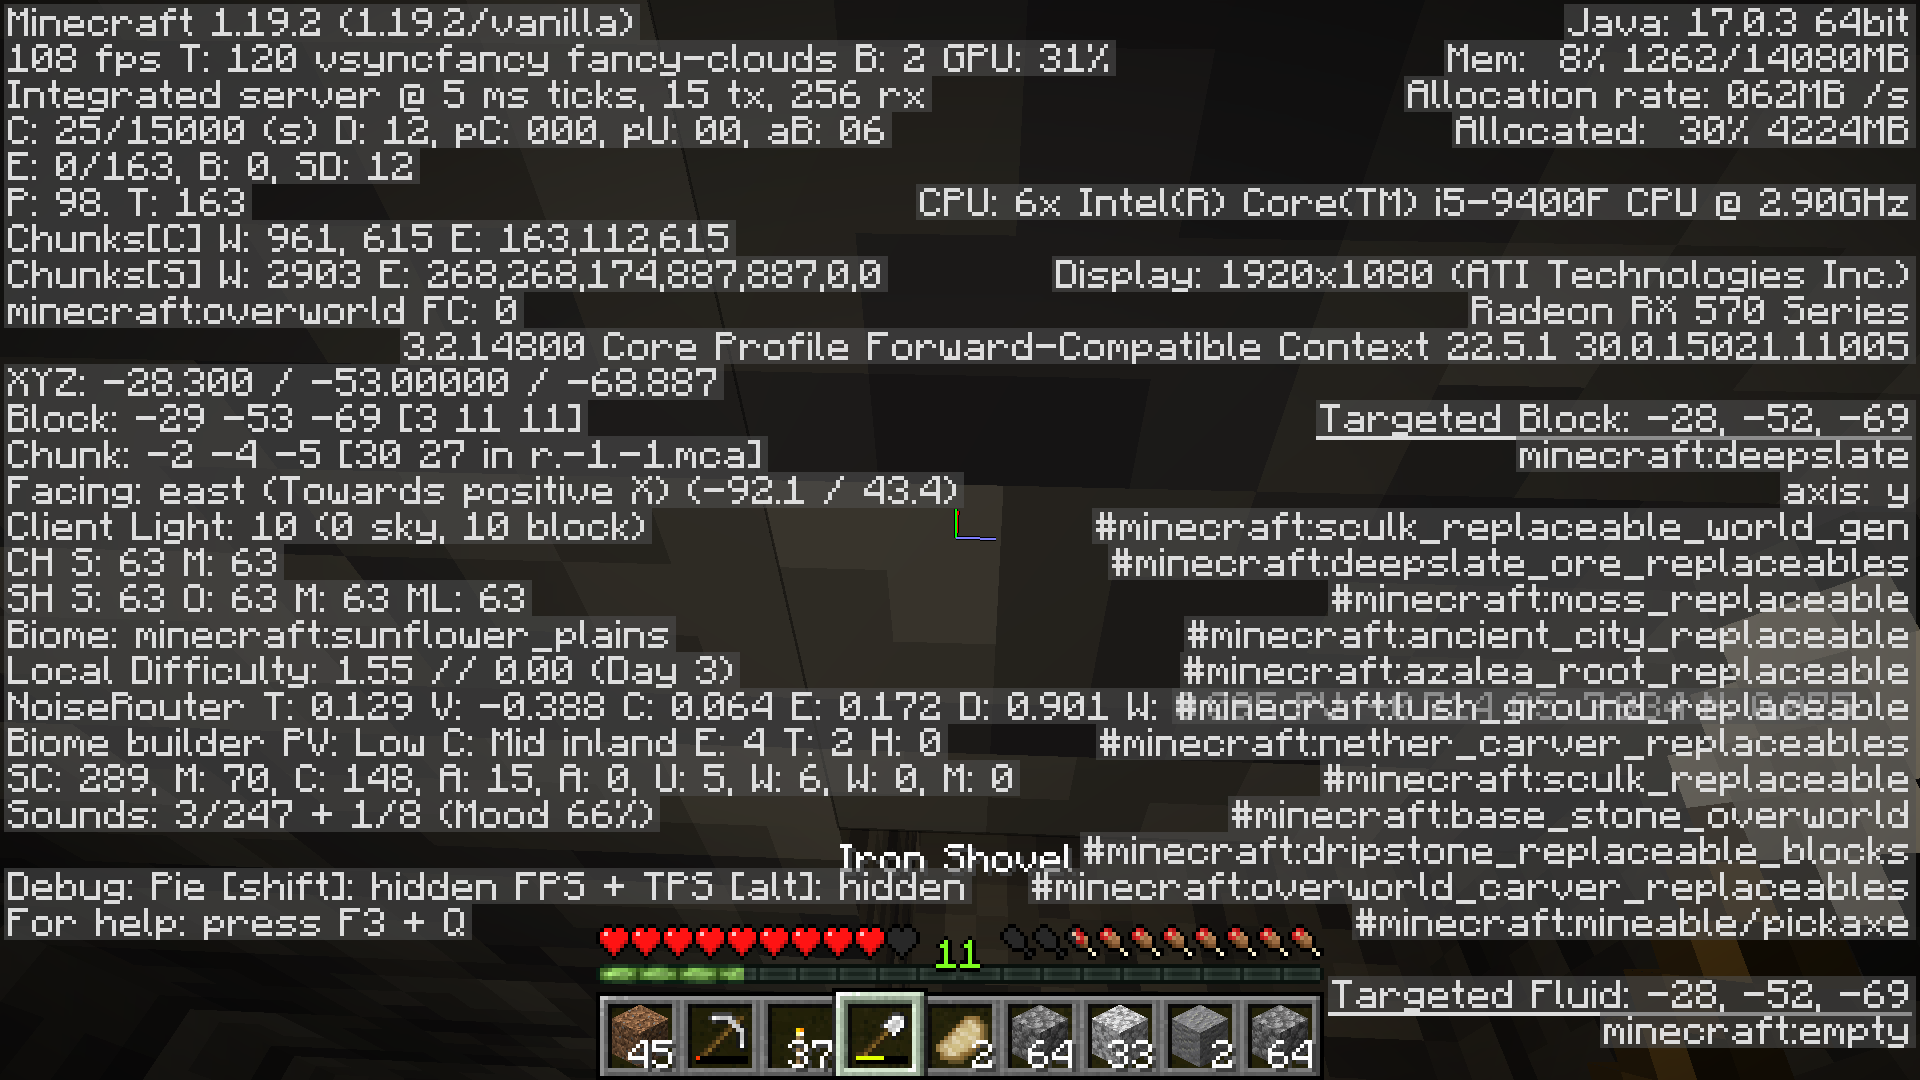 Minecraft 1.19.2 (1.19.2/vanilla)
108 fps T: 120 vsyncfancy fancy-clouds B: 2 GPU: 31%
Integrated server @ 5 ms ticks, 15 tx, 256 rx
C: 25/15000 (s) D: 12, pC: 000, pU: 00, aB: 06
E: 0/163, B: 0, SD: 12
P: 98. T: 163
Chunks[C] W: 961, 615 E: 163,112,615
Chunks[S] W: 2903 E: 268,268,174,887,887,0,0
minecraft:overworld FC: 0
XYZ: -28.300 / -53.00000 / -68.887
Block: -29 -53 -69 [3 11 11]
Chunk: -2 -4 -5 [30 27 in r.-1.-1.mca]
Facing: east (Towards positive X) (-92.1 / 43.4)
Client Light: 10 (0 sky, 10 block)
CH S: 63 M: 63
SH S: 63 O: 63 M: 63 ML: 63
Biome: minecraft:sunflower_plains
Local Difficulty: 1.55 // 0.00 (Day 3)
NoiseRouter T: 0.129 V: -0.388 C: 0.064 E: 0.172 D: 0.901 W:
Biome builder PV: Low C: Mid inland E: 4 T: 2 H: 0
SC: 289, M: 70, C: 148, A: 15, A: 0, U: 5, W: 6, W: 0, M: 0
Sounds: 3/247 + 1/8 (Mood 66%)
Debug: Pie [shift]: hidden FPS + TPS [alt]: hidden
For help: press F3 + Q
Java: 17.0.3 64bit
Mem: 8% 1262/14080MB
Allocation rate: 062MB /s
Allocated: 30% 4224MB
CPU: 6x Intel(R) Core(TM) i5-9400F CPU @ 2.90GHz
Display: 1920x1080 (ATI Technologies Inc.)
Radeon RX 570 Series
3.2.14800 Core Profile Forward-Compatible Context 22.5.1 30.0.15021.11005
Targeted Block: -28, -52, -69
minecraft:deepslate
axis: y
#minecraft:sculk_replaceable_world_gen
#minecraft:deepslate_ore_replaceables
#minecraft:moss_replaceable
#minecraft:ancient_city_replaceable
#minecraft:azalea_root_replaceable
#minecraft:lush_ground_replaceable
#minecraft:nether_carver_replaceables
#minecraft:sculk_replaceable
#minecraft:base_stone_overworld
#minecraft:dripstone_replaceable_blocks
#minecraft:overworld_carver_replaceables
#minecraft:mineable/pickaxe
Targeted Fluid: -28, -52, -69
minecraft:empty
Iron Shovel
11
45 37 2 64 33 2 64